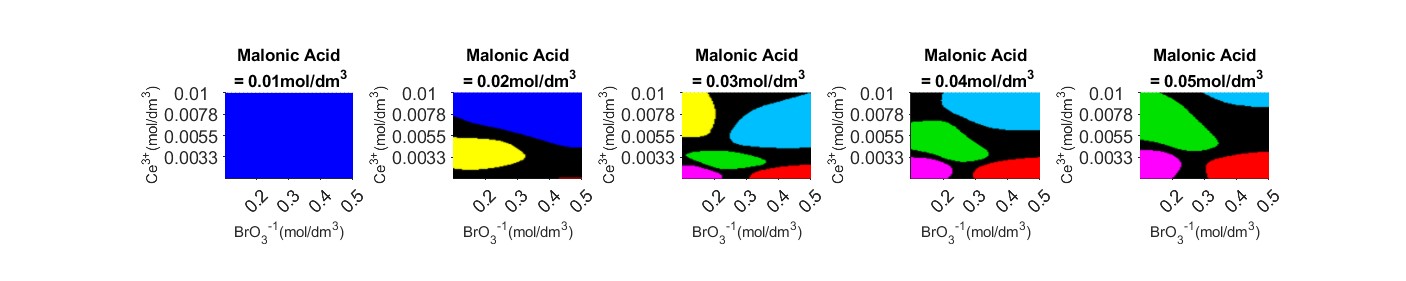 Malonic Acid
= 0.01mol/dm³
Ce³⁺(mol/dm³)
0.01
0.0078
0.0055
0.0033
0.2 0.3 0.4 0.5
BrO₃⁻¹(mol/dm³)
Malonic Acid
= 0.02mol/dm³
Ce³⁺(mol/dm³)
0.01
0.0078
0.0055
0.0033
0.2 0.3 0.4 0.5
BrO₃⁻¹(mol/dm³)
Malonic Acid
= 0.03mol/dm³
Ce³⁺(mol/dm³)
0.01
0.0078
0.0055
0.0033
0.2 0.3 0.4 0.5
BrO₃⁻¹(mol/dm³)
Malonic Acid
= 0.04mol/dm³
Ce³⁺(mol/dm³)
0.01
0.0078
0.0055
0.0033
0.2 0.3 0.4 0.5
BrO₃⁻¹(mol/dm³)
Malonic Acid
= 0.05mol/dm³
Ce³⁺(mol/dm³)
0.01
0.0078
0.0055
0.0033
0.2 0.3 0.4 0.5
BrO₃⁻¹(mol/dm³)